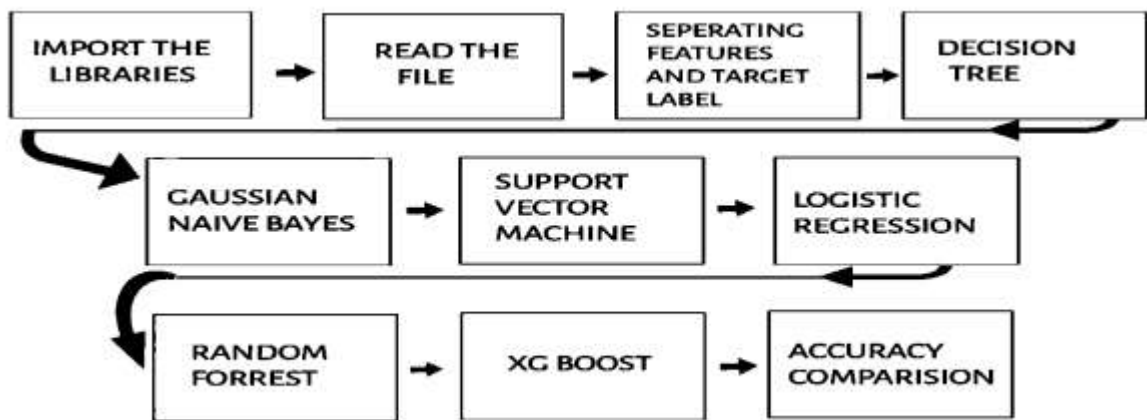 IMPORT THE
LIBRARIES
READ THE
FILE
SEPERATING
FEATURES
AND TARGET
LABEL
DECISION
TREE
GAUSSIAN
NAIVE BAYES
SUPPORT
VECTOR
MACHINE
LOGISTIC
REGRESSION
RANDOM
FORREST
XG BOOST
ACCURACY
COMPARISION